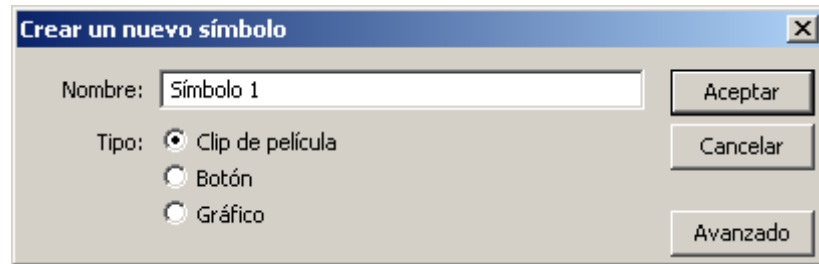 Crear un nuevo símbolo
Nombre: Símbolo 1 Aceptar
Tipo: Clip de película Cancelar
Botón
Gráfico
Avanzado